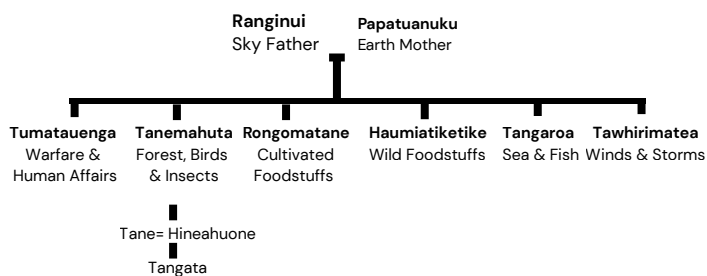 Ranginui
Sky Father
Papatuanuku
Earth Mother
Tumatauenga
Warfare &
Human Affairs
Tanemahuta
Forest, Birds
& Insects
Rongomatane
Cultivated
Foodstuffs
Haumiatiketike
Wild Foodstuffs
Tangaroa
Sea & Fish
Tawhirimatea
Winds & Storms
Tane= Hineahuone
Tangata